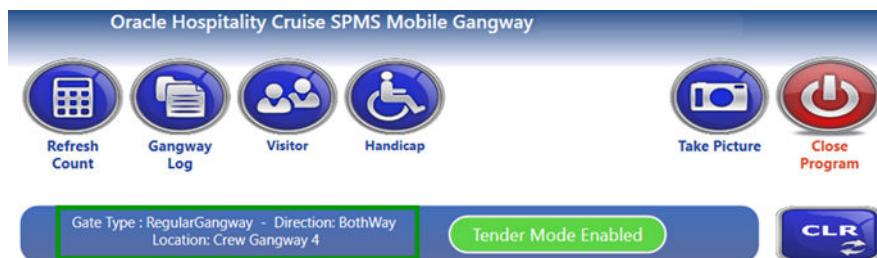 Oracle Hospitality Cruise SPMS Mobile Gangway
Refresh
Count
Gangway
Log
Visitor
Handicap
Take Picture
Close
Program
Gate Type : RegularGangway - Direction: BothWay
Location: Crew Gangway 4
Tender Mode Enabled
CLR